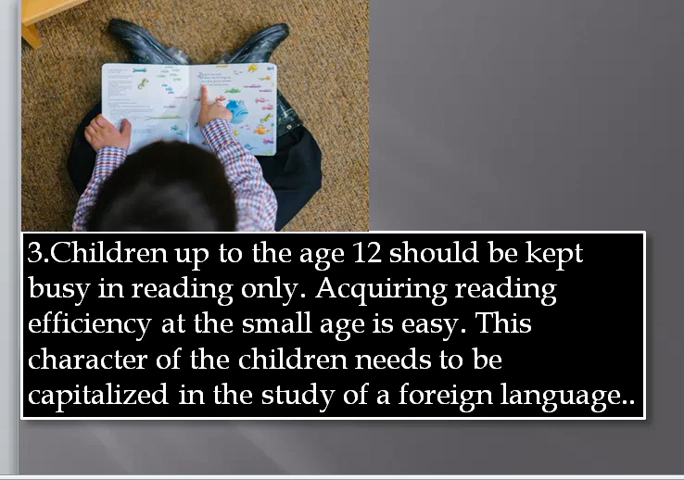 3.Children up to the age 12 should be kept
busy in reading only. Acquiring reading
efficiency at the small age is easy. This
character of the children needs to be
capitalized in the study of a foreign language..